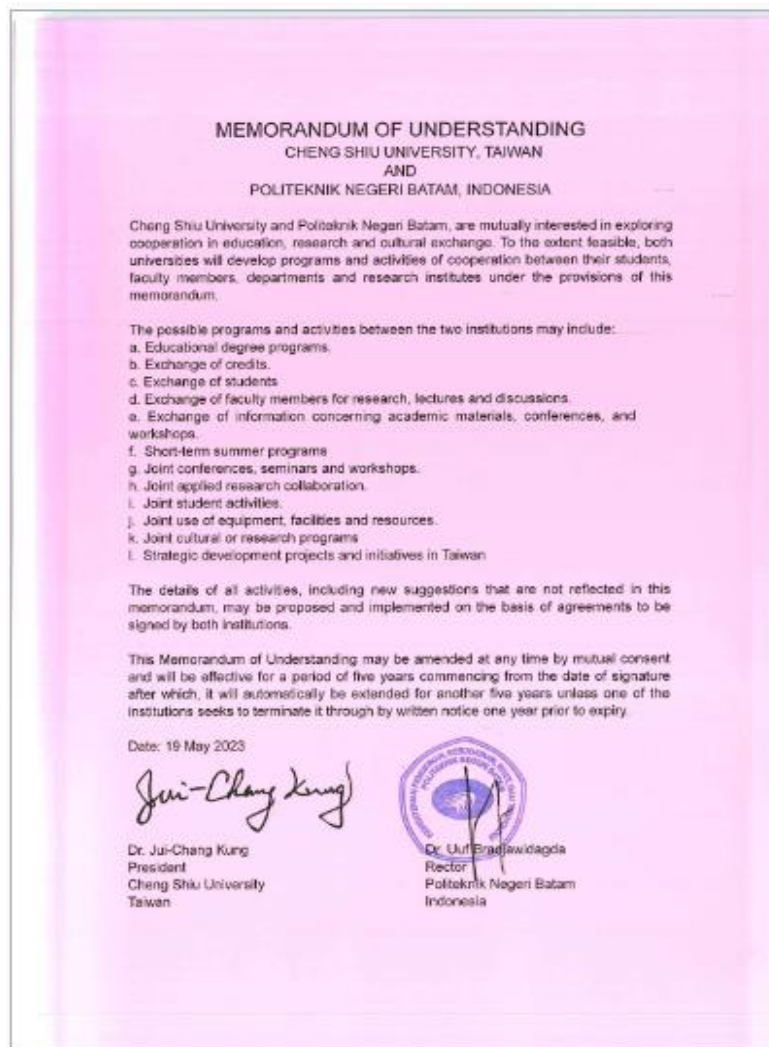 MEMORANDUM OF UNDERSTANDING
CHENG SHIU UNIVERSITY, TAIWAN
AND
POLITEKNIK NEGERI BATAM, INDONESIA
Cheng Shiu University and Politeknik Negeri Batam, are mutually interested in exploring
cooperation in education, research and cultural exchange. To the extent feasible, both
universities will develop programs and activities of cooperation between their students,
faculty members, departments and research institutes under the provisions of this
memorandum.
The possible programs and activities between the two institutions may include:
a. Educational degree programs.
b. Exchange of credits.
c. Exchange of students
d. Exchange of faculty members for research, lectures and discussions.
e. Exchange of information concerning academic materials, conferences, and
workshops.
f. Short-term summer programs
g. Joint conferences, seminars and workshops.
h. Joint applied research collaboration.
i. Joint student activities.
j. Joint use of equipment, facilities and resources.
k. Joint cultural or research programs
l. Strategic development projects and initiatives in Taiwan
The details of all activities, including new suggestions that are not reflected in this
memorandum, may be proposed and implemented on the basis of agreements to be
signed by both institutions.
This Memorandum of Understanding may be amended at any time by mutual consent
and will be effective for a period of five years commencing from the date of signature
after which, it will automatically be extended for another five years unless one of the
institutions seeks to terminate it through by written notice one year prior to expiry.
Date: 19 May 2023
Jui-Chang Kung
POLITEKNIK NEGERI BATAM
Dr. Jui-Chang Kung
President
Cheng Shiu University
Taiwan
Dr. Uuf Brajawidagda
Rector
Politeknik Negeri Batam
Indonesia